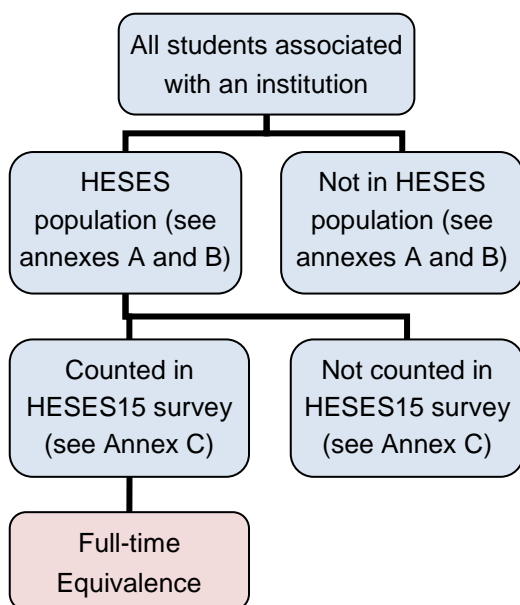 All students associated
with an institution
HESES
population (see
annexes A and B)
Not in HESES
population (see
annexes A and B)
Counted in
HESES15 survey
(see Annex C)
Not counted in
HESES15 survey
(see Annex C)
Full-time
Equivalence